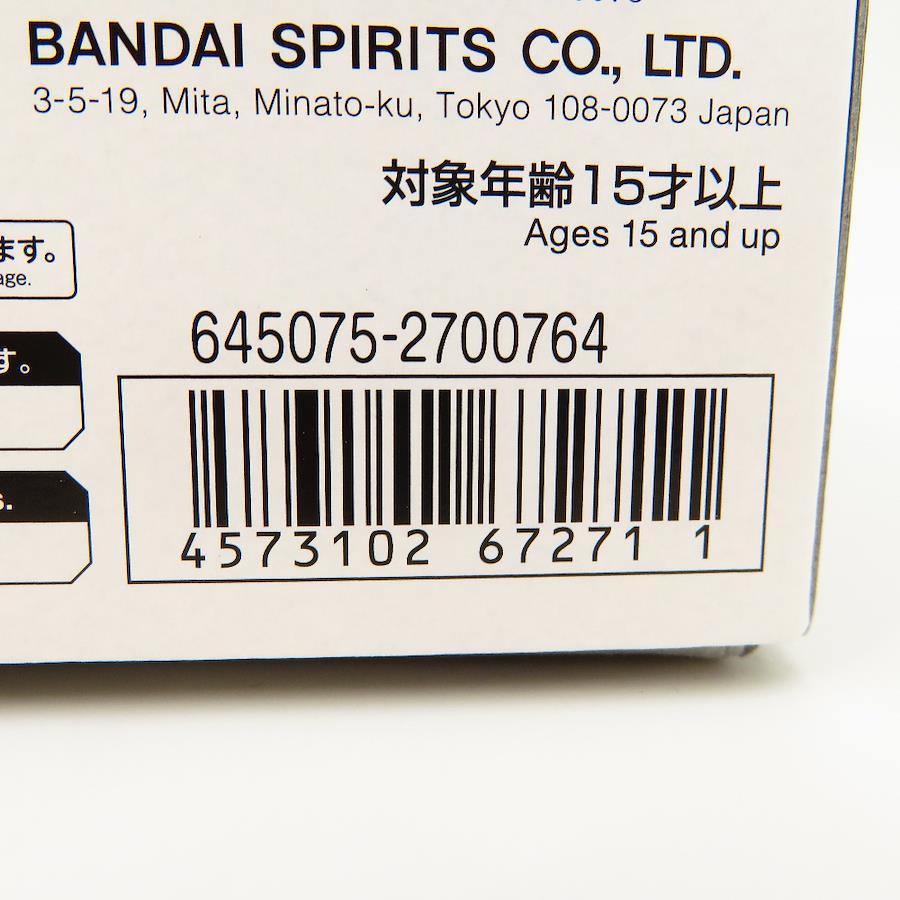 BANDAI SPIRITS CO., LTD.
3-5-19, Mita, Minato-ku, Tokyo 108-0073 Japan
対象年齢15才以上
Ages 15 and up
ます。
age.
す。
s.
645075-2700764
4573102 67271 1